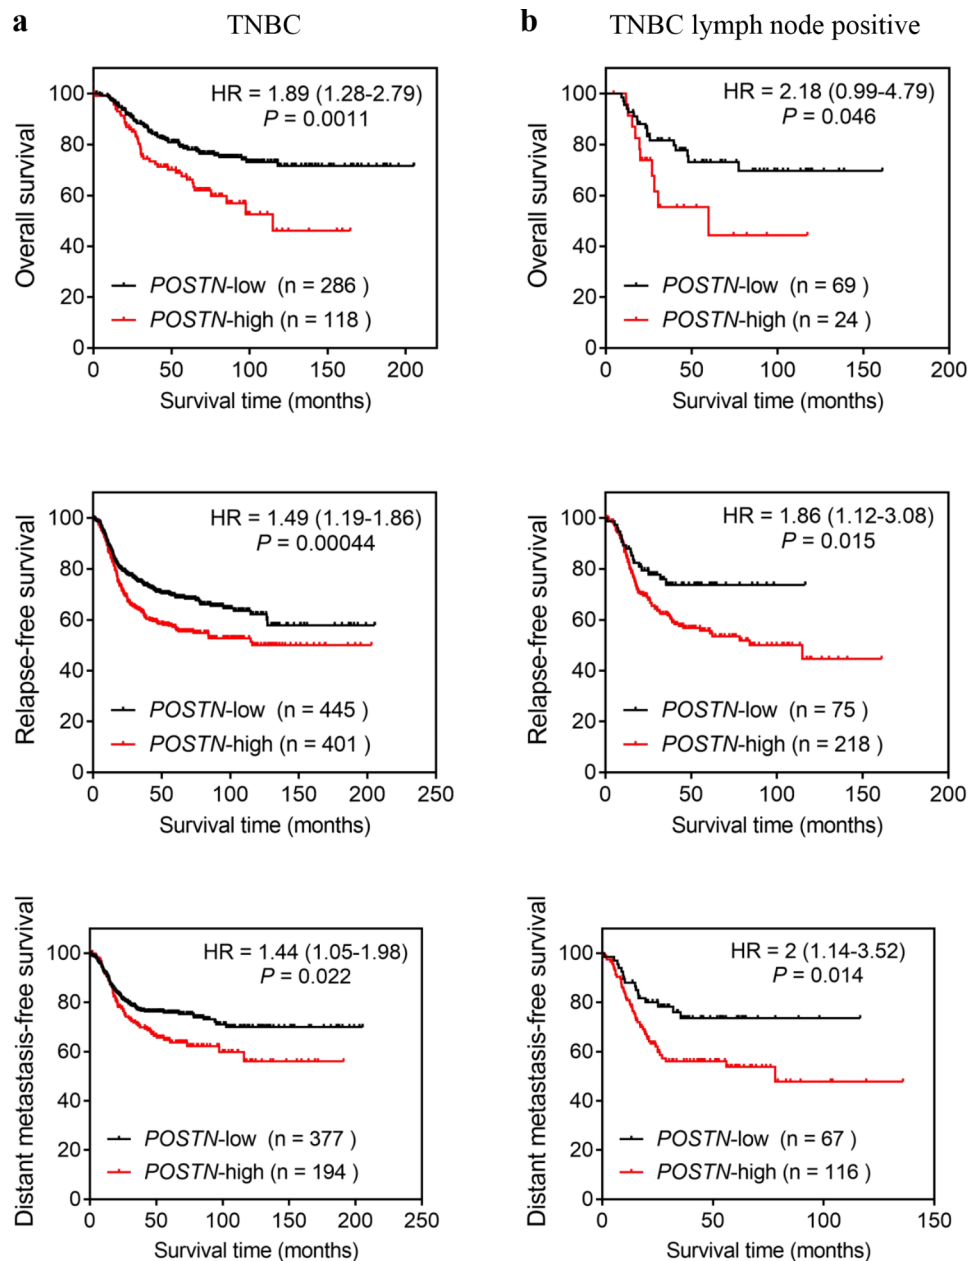 a
TNBC
Overall survival
100
80
60
40
20
0
HR = 1.89 (1.28-2.79)
P = 0.0011
POSTN-low (n = 286 )
POSTN-high (n = 118 )
0 50 100 150 200
Survival time (months)
b
TNBC lymph node positive
Overall survival
100
80
60
40
20
0
HR = 2.18 (0.99-4.79)
P = 0.046
POSTN-low (n = 69 )
POSTN-high (n = 24 )
0 50 100 150 200
Survival time (months)
Relapse-free survival
100
80
60
40
20
0
HR = 1.49 (1.19-1.86)
P = 0.00044
POSTN-low (n = 445 )
POSTN-high (n = 401 )
0 50 100 150 200 250
Survival time (months)
Relapse-free survival
100
80
60
40
20
0
HR = 1.86 (1.12-3.08)
P = 0.015
POSTN-low (n = 75 )
POSTN-high (n = 218 )
0 50 100 150 200
Survival time (months)
Distant metastasis-free survival
100
80
60
40
20
0
HR = 1.44 (1.05-1.98)
P = 0.022
POSTN-low (n = 377 )
POSTN-high (n = 194 )
0 50 100 150 200 250
Survival time (months)
Distant metastasis-free survival
100
80
60
40
20
0
HR = 2 (1.14-3.52)
P = 0.014
POSTN-low (n = 67 )
POSTN-high (n = 116 )
0 50 100 150
Survival time (months)